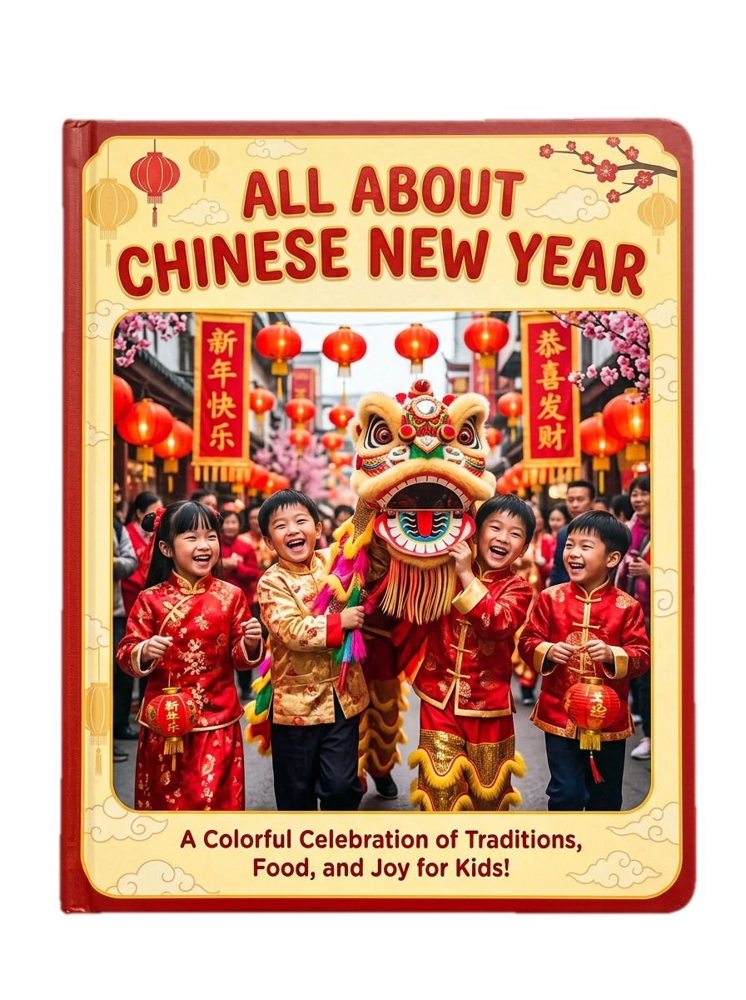 ALL ABOUT
CHINESE NEW YEAR
新年快乐
恭喜发财
A Colorful Celebration of Traditions,
Food, and Joy for Kids!